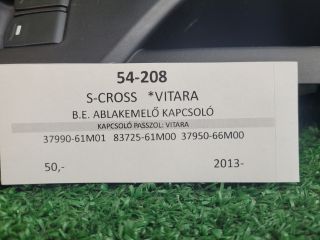 54-208
S-CROSS *VITARA
B.E. ABLAKEMELŐ KAPCSOLÓ
KAPCSOLÓ PASSZOL: VITARA
37990-61M01 83725-61M00 37950-66M00
50,- 2013-